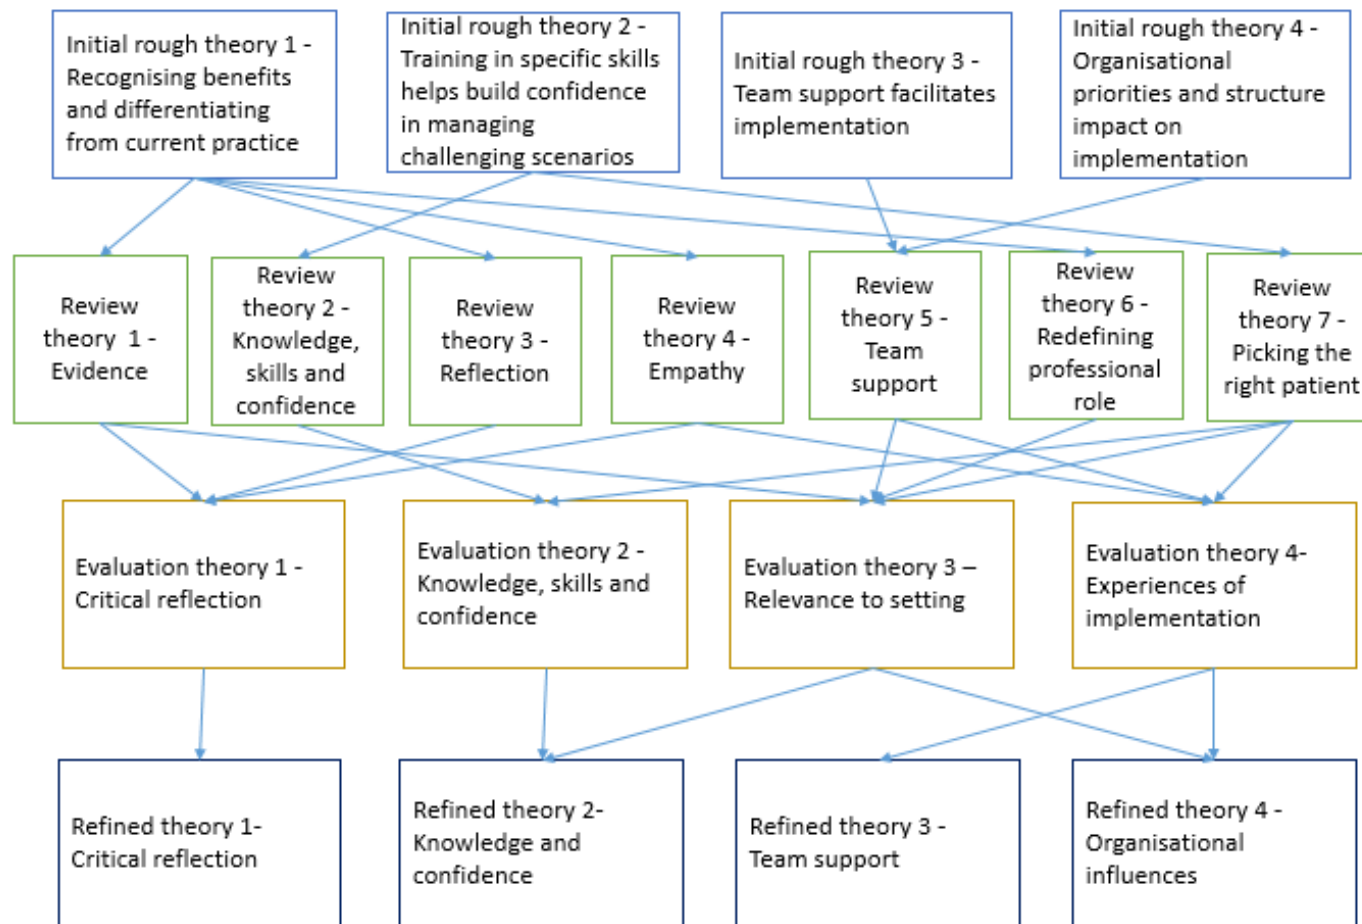 Initial rough theory 1 -
Recognising benefits
and differentiating
from current practice
Initial rough theory 2 -
Training in specific skills
helps build confidence
in managing
challenging scenarios
Initial rough theory 3 -
Team support facilitates
implementation
Initial rough theory 4 -
Organisational
priorities and structure
impact on
implementation
Review
theory  1 -
Evidence
Review
theory 2 -
Knowledge,
skills and
confidence
Review
theory 3 -
Reflection
Review
theory 4 -
Empathy
Review
theory 5 -
Team
support
Review
theory 6 -
Redefining
professional
role
Review
theory 7 -
Picking the
right patient
Evaluation theory 1 -
Critical reflection
Evaluation theory 2 -
Knowledge, skills and
confidence
Evaluation theory 3 –
Relevance to setting
Evaluation theory 4-
Experiences of
implementation
Refined theory 1-
Critical reflection
Refined theory 2-
Knowledge and
confidence
Refined theory 3 -
Team support
Refined theory 4 -
Organisational
influences